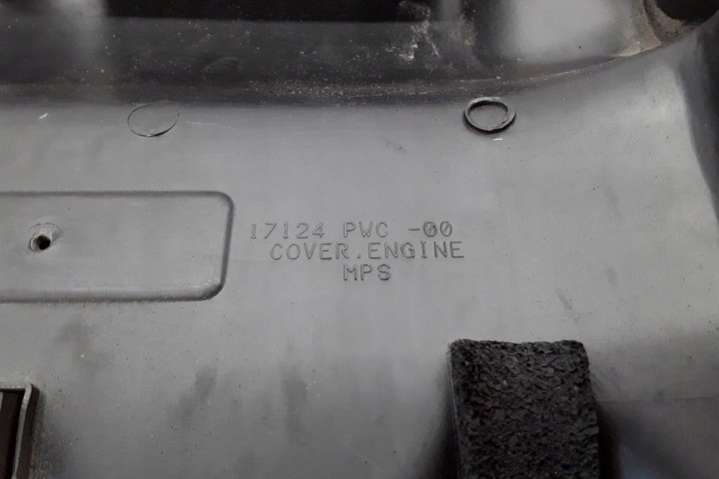 17124 PWC -00
COVER.ENGINE
MPS